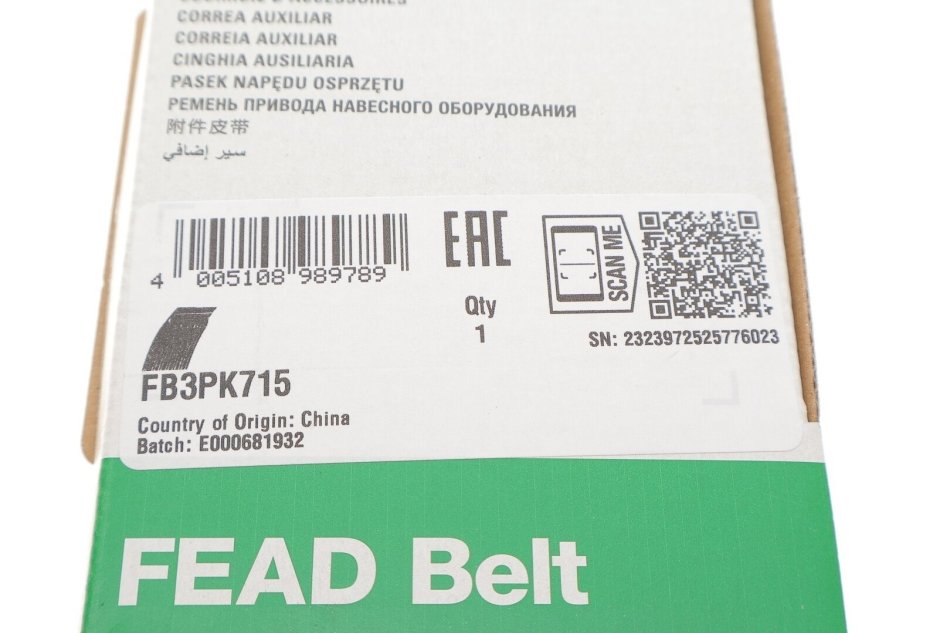 CORREA AUXILIAR
CORREIA AUXILIAR
CINGHIA AUSILIARIA
PASEK NAPĘDU OSPRZĘTU
РЕМЕНЬ ПРИВОДА НАВЕСНОГО ОБОРУДОВАНИЯ
附件皮带
سير إضافي
4 005108 989789
EAC
SCAN ME
Qty
1
SN: 2323972525776023
FB3PK715
Country of Origin: China
Batch: E000681932
FEAD Belt